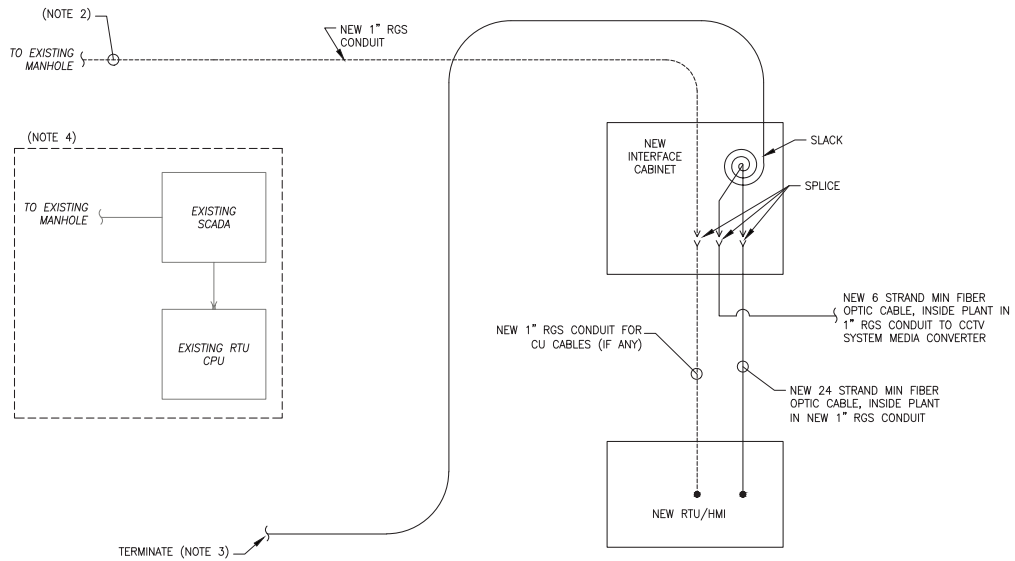 (NOTE 2)
TO EXISTING
MANHOLE
NEW 1" RGS
CONDUIT
(NOTE 4)
TO EXISTING
MANHOLE
EXISTING
SCADA
EXISTING RTU
CPU
NEW
INTERFACE
CABINET
SLACK
SPLICE
NEW 6 STRAND MIN FIBER
OPTIC CABLE, INSIDE PLANT IN
1" RGS CONDUIT TO CCTV
SYSTEM MEDIA CONVERTER
NEW 1" RGS CONDUIT FOR
CU CABLES (IF ANY)
NEW 24 STRAND MIN FIBER
OPTIC CABLE, INSIDE PLANT
IN NEW 1" RGS CONDUIT
NEW RTU/HMI
TERMINATE (NOTE 3)